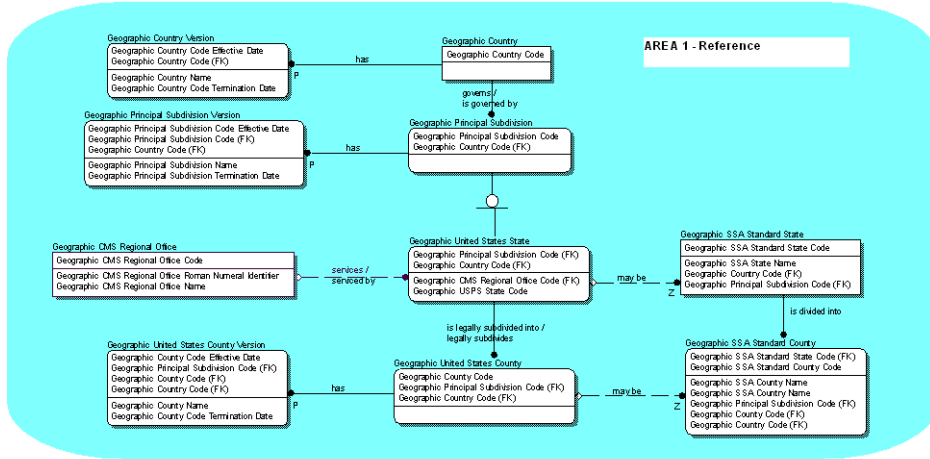 AREA 1 - Reference
Geographic Country Version
Geographic Country Code Effective Date
Geographic Country Code (FK)
Geographic Country Name
Geographic Country Code Termination Date
P
has
Geographic Country
Geographic Country Code
governs /
is governed by
Geographic Principal Subdivision Version
Geographic Principal Subdivision Code Effective Date
Geographic Principal Subdivision Code (FK)
Geographic Country Code (FK)
Geographic Principal Subdivision Name
Geographic Principal Subdivision Termination Date
P
has
Geographic Principal Subdivision
Geographic Principal Subdivision Code
Geographic Country Code (FK)
Geographic CMS Regional Office
Geographic CMS Regional Office Code
Geographic CMS Regional Office Roman Numeral Identifier
Geographic CMS Regional Office Name
services /
serviced by
Geographic United States State
Geographic Principal Subdivision Code (FK)
Geographic Country Code (FK)
Geographic CMS Regional Office Code (FK)
Geographic USPS State Code
may be
Z
Geographic SSA Standard State
Geographic SSA Standard State Code
Geographic SSA State Name
Geographic Country Code (FK)
Geographic Principal Subdivision Code (FK)
is legally subdivided into /
legally subdivides
is divided into
Geographic United States County Version
Geographic County Code Effective Date
Geographic Principal Subdivision Code (FK)
Geographic County Code (FK)
Geographic Country Code (FK)
Geographic County Name
Geographic County Code Termination Date
P
has
Geographic United States County
Geographic County Code
Geographic Principal Subdivision Code (FK)
Geographic Country Code (FK)
may be
Z
Geographic SSA Standard County
Geographic SSA Standard State Code (FK)
Geographic SSA Standard County Code
Geographic SSA County Name
Geographic SSA Country Name
Geographic Principal Subdivision Code (FK)
Geographic County Code (FK)
Geographic Country Code (FK)